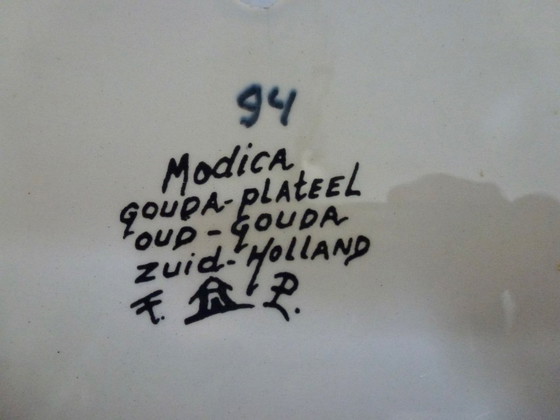 94
Modica
GOUDA-PLATEEL
OUD-GOUDA
Zuid-HOLLAND
F. P.